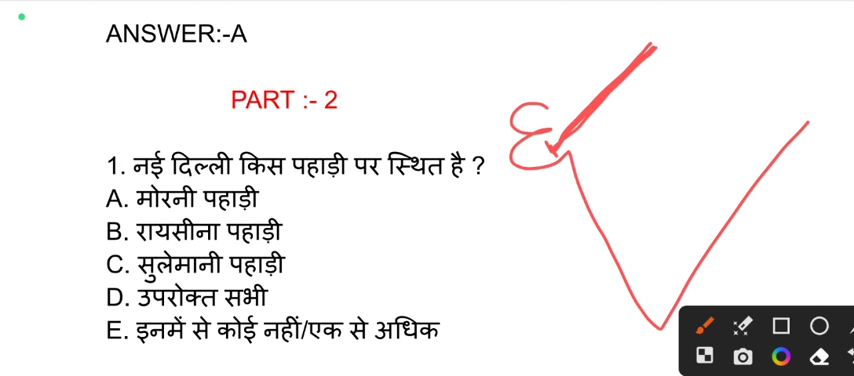 ANSWER:-A
PART :- 2
E
1. नई दिल्ली किस पहाड़ी पर स्थित है ?
A. मोरनी पहाड़ी
B. रायसीना पहाड़ी
C. सुलेमानी पहाड़ी
D. उपरोक्त सभी
E. इनमें से कोई नहीं/एक से अधिक